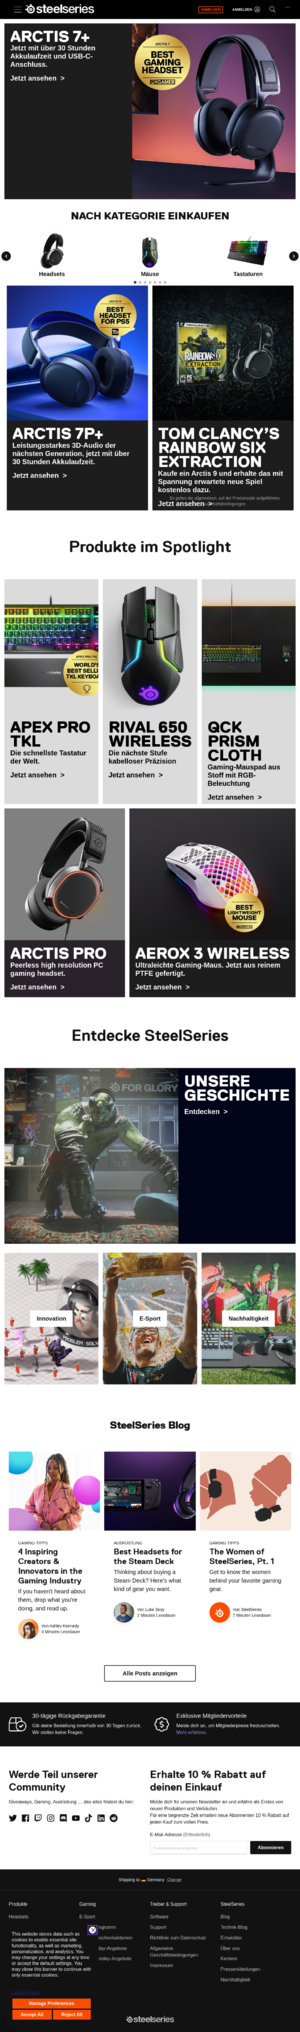 steelseries
ANMELDEN
ANMELDEN
ARCTIS 7+
Jetzt mit über 30 Stunden
Akkulaufzeit und USB-C-
Anschluss.
Jetzt ansehen >
ARCTIS 7+
BEST
GAMING
HEADSET
PCGAMER
NACH KATEGORIE EINKAUFEN
Headsets
Mäuse
Tastaturen
BEST
HEADSET
FOR PS5
ARCTIS 7P+
Leistungsstarkes 3D-Audio der
nächsten Generation, jetzt mit über
30 Stunden Akkulaufzeit.
Jetzt ansehen >
RAINBOW SIX
EXTRACTION
TOM CLANCY'S
RAINBOW SIX
EXTRACTION
Kaufe ein Arctis 9 und erhalte das mit
Spannung erwartete neue Spiel
kostenlos dazu.
Jetzt ansehen >
Produkte im Spotlight
WORLD'S
BEST SELLING
TKL KEYBOARD
APEX PRO
TKL
Die schnellste Tastatur
der Welt.
Jetzt ansehen >
RIVAL 650
WIRELESS
Die nächste Stufe
kabelloser Präzision
Jetzt ansehen >
QCK
PRISM
CLOTH
Gaming-Mauspad aus
Stoff mit RGB-
Beleuchtung
Jetzt ansehen >
ARCTIS PRO
Peerless high resolution PC
gaming headset.
Jetzt ansehen >
BEST
LIGHTWEIGHT
MOUSE
AEROX 3 WIRELESS
Ultraleichte Gaming-Maus. Jetzt aus reinem
PTFE gefertigt.
Jetzt ansehen >
Entdecke SteelSeries
FOR GLORY
UNSERE
GESCHICHTE
Entdecken >
Innovation
E-Sport
Nachhaltigkeit
SteelSeries Blog
GAMING-TIPPS
4 Inspiring
Creators &
Innovators in the
Gaming Industry
If you haven't heard about
them, drop what you're
doing, and read up.
Von Ashley Kennedy
4 Minuten Lesedauer
AUSRÜSTUNG
Best Headsets for
the Steam Deck
Thinking about buying a
Steam Deck? Here's what
kind of gear you want.
Von Luke Guly
2 Minuten Lesedauer
GAMING-TIPPS
The Women of
SteelSeries, Pt. 1
Get to know the women
behind your favorite gaming
gear.
Von SteelSeries
7 Minuten Lesedauer
Alle Posts anzeigen
30-tägige Rückgabegarantie
Gib deine Bestellung innerhalb von 30 Tagen zurück.
Wir stellen keine Fragen
Exklusive Mitgliedervorteile
Melde dich an, um Mitgliederpreise freizuschalten.
Mehr erfahren.
Werde Teil unserer
Community
Giveaways, Gaming, Ausrüstung … das alles findest du hier:
Erhalte 10 % Rabatt auf
deinen Einkauf
Melde dich für unseren Newsletter an und erfahre als Erstes von
neuen Produkten und Verkäufen.
Für eine begrenzte Zeit erhalten neue Abonnenten 10 % Rabatt auf
jeden Kauf zum vollen Preis.
E-Mail-Adresse (Erforderlich)
Abonnieren
Shipping to Germany Change
Produkte
Headsets
Gaming
E-Sport
Treiber & Support
Software
Support
Richtlinie zum Datenschutz
Allgemeine
Geschäftsbedingungen
Impressum
SteelSeries
Blog
Technik-Blog
Entwickler
Über uns
Karriere
Pressemitteilungen
Nachhaltigkeit
This website stores data such as
cookies to enable essential site
functionality, as well as marketing,
personalization, and analytics. You
may change your settings at any time
or accept the default settings. You
may close this banner to continue with
only essential cookies.
Manage Preferences
Accept All
Reject All
steelseries